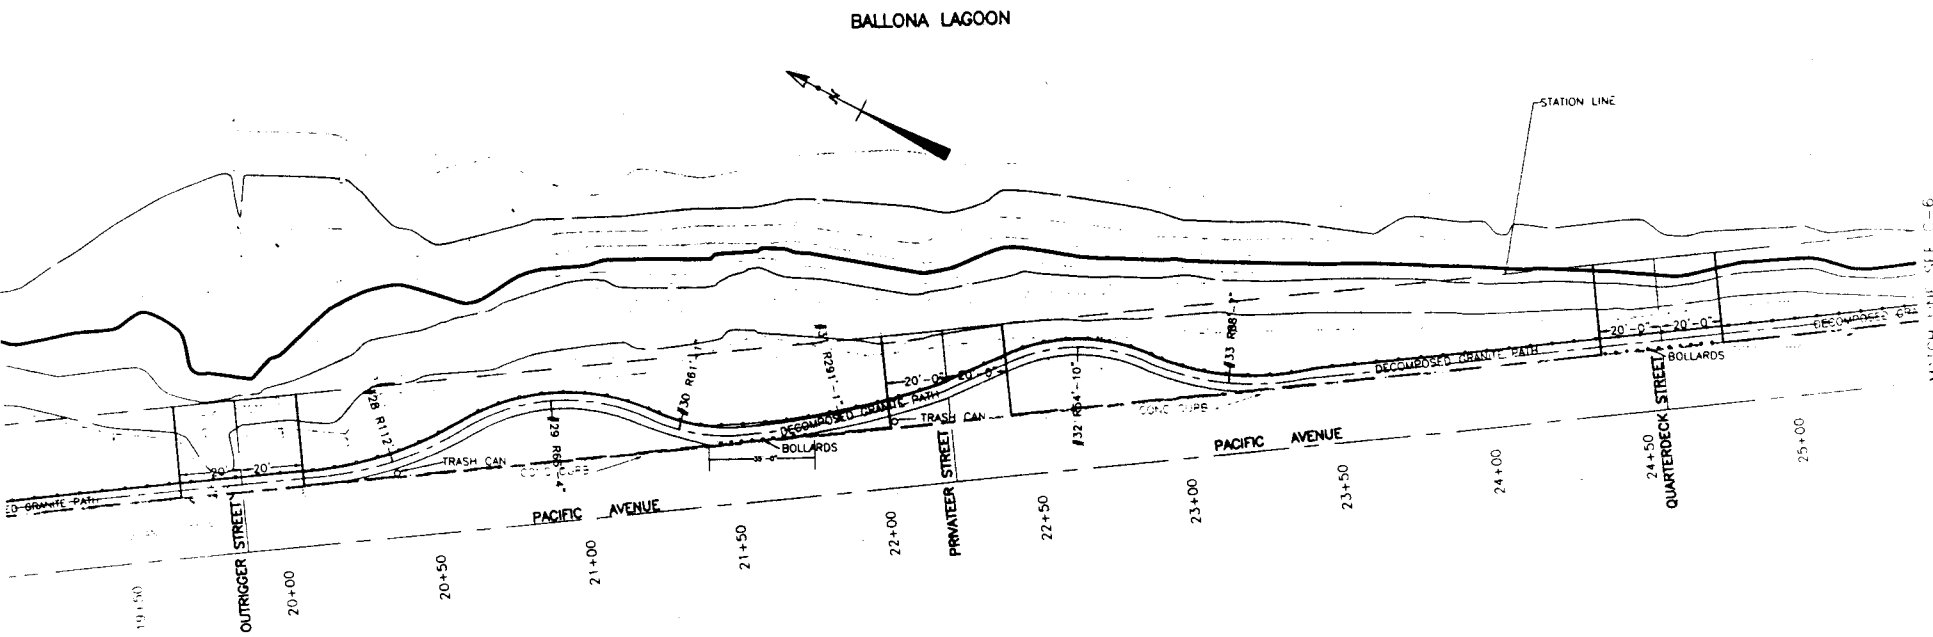 BALLONA LAGOON
N
STATION LINE
#28 R112'
#29 R65'-4"
#30 R61'-
R291'-1"
#32 R64'-10"
#33 R88'-
20' 20'
TRASH CAN
CONC CURB
35'-0"
BOLLARDS
DECOMPOSED GRANITE PATH
20'-0" 20'-0"
TRASH CAN
CONC CURB
DECOMPOSED GRANITE PATH
20'-0" 20'-0"
BOLLARDS
DECOMPOSED
GRANITE PATH
PACIFIC AVENUE
PACIFIC AVENUE
OUTRIGGER STREET
PRIVATEER STREET
QUARTERDECK STREET
19+50
20+00
20+50
21+00
21+50
22+00
22+50
23+00
23+50
24+00
24+50
25+00